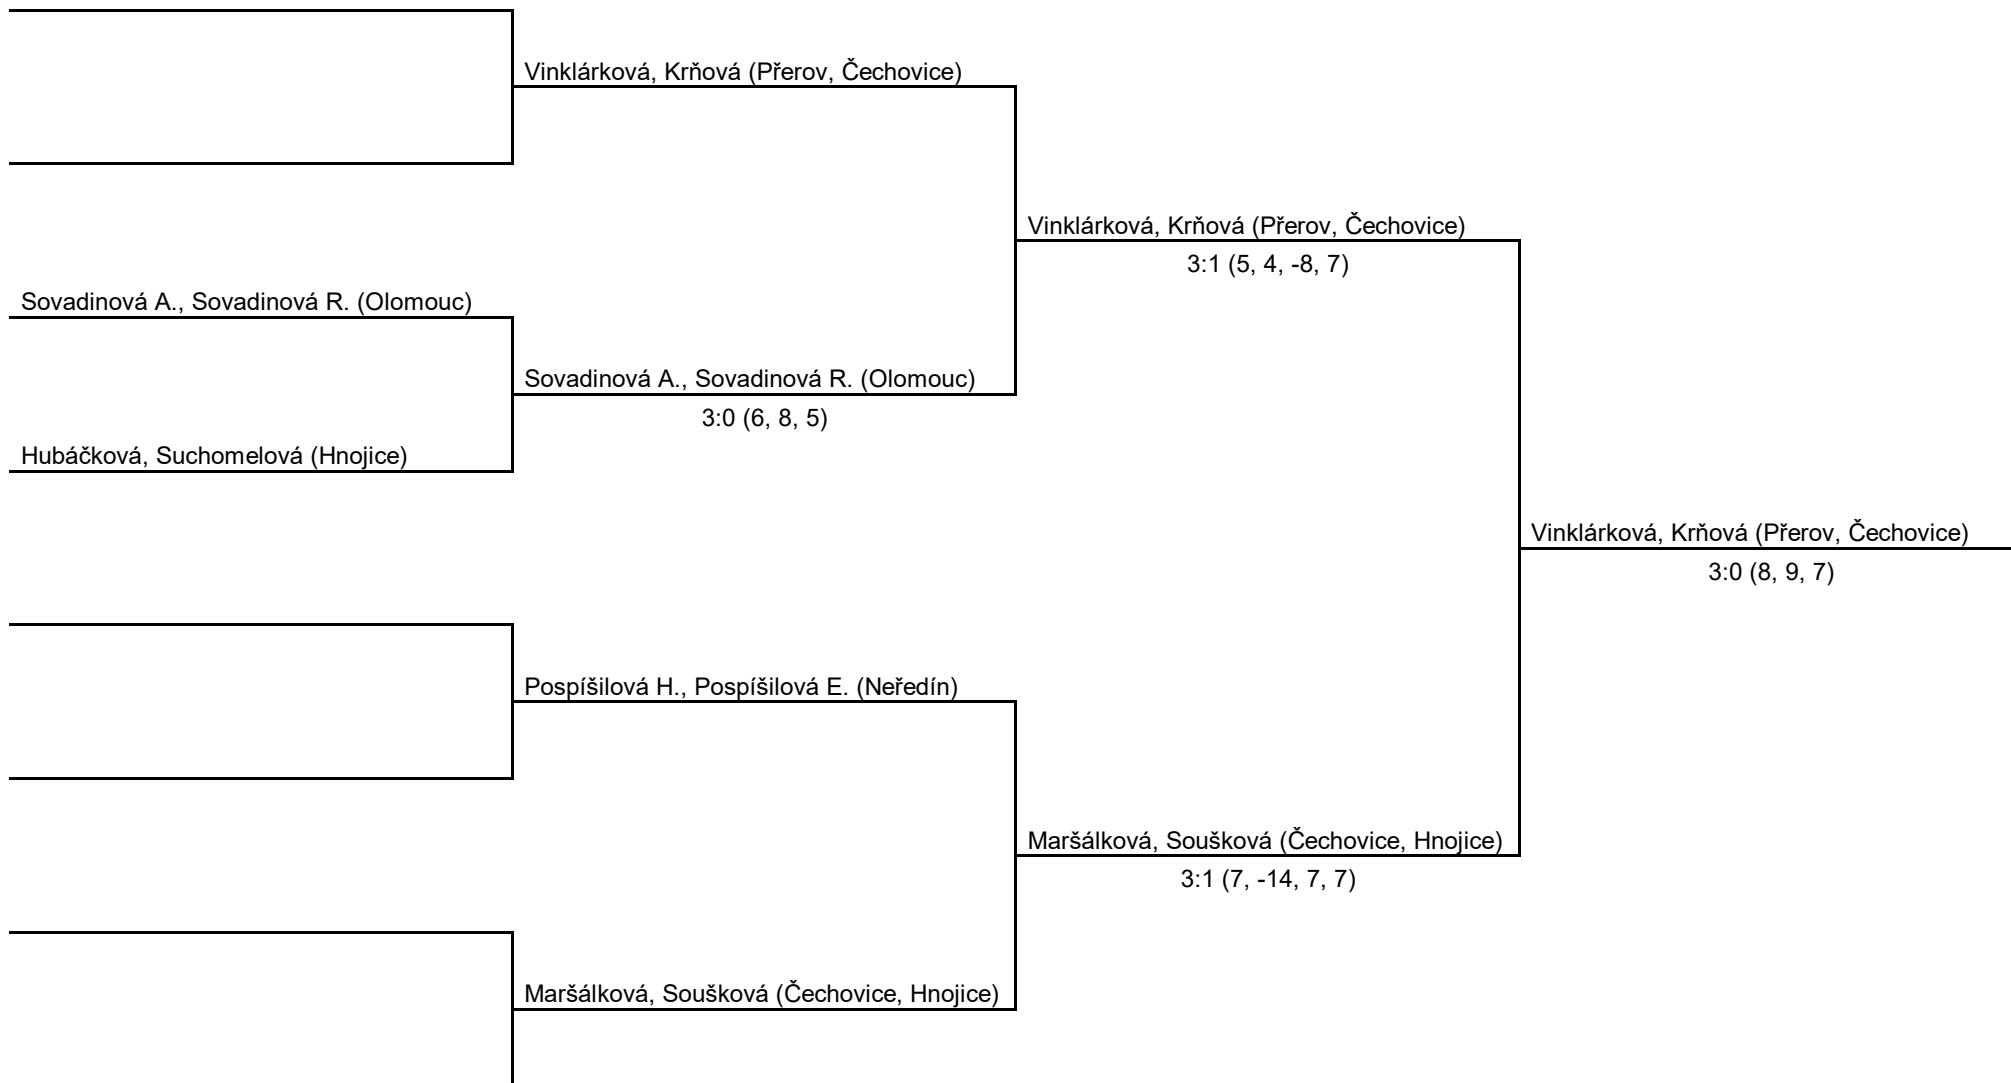 Vinklárková, Krňová (Přerov, Čechovice)
Vinklárková, Krňová (Přerov, Čechovice)
3:1 (5, 4, -8, 7)
Sovadinová A., Sovadinová R. (Olomouc)
Sovadinová A., Sovadinová R. (Olomouc)
3:0 (6, 8, 5)
Hubáčková, Suchomelová (Hnojice)
Vinklárková, Krňová (Přerov, Čechovice)
3:0 (8, 9, 7)
Pospíšilová H., Pospíšilová E. (Neředín)
Maršálková, Soušková (Čechovice, Hnojice)
3:1 (7, -14, 7, 7)
Maršálková, Soušková (Čechovice, Hnojice)